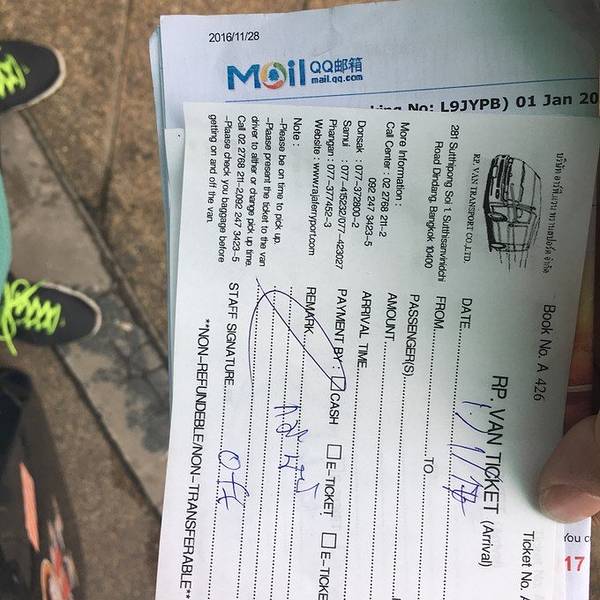 2016/11/28
Mail QQ邮箱
mail.qq.com
No: L9JYPB) 01 Jan 20
บริษัท อาร์พีแวน ทรานสปอร์ต จำกัด
RP. VAN TRANSPORT CO.,LTD.
281 Sutthipong Soi 1 Sutthisanvinidchi
Road Dindang, Bangkok 10400
More Information :
Call Center : 02 2768 211-2
092 247 3423-5
Donsak : 077-372800-2
Samui : 077-415032/077-423027
Phangan : 077-377452-3
Website : www.rajaferryport.com
Note :
-Please be on time to pick up.
-Please present the ticket to the van
driver to alther or change pick up time.
Call 02 2768 211-2,092 247 3423-5
-Plaase check you baggage before
getting on and off the van.
Book No. A 426
Ticket No. A
RP. VAN TICKET (Arrival)
DATE
FROM TO
PASSENGER(S)
AMOUNT
ARRIVAL TIME
PAYMENT BY: CASH E-TICKET E-TICKE
REMARK
STAFF SIGNATURE
**NON-REFUNDEBLE/NON-TRANSFERABLE**
You c
17